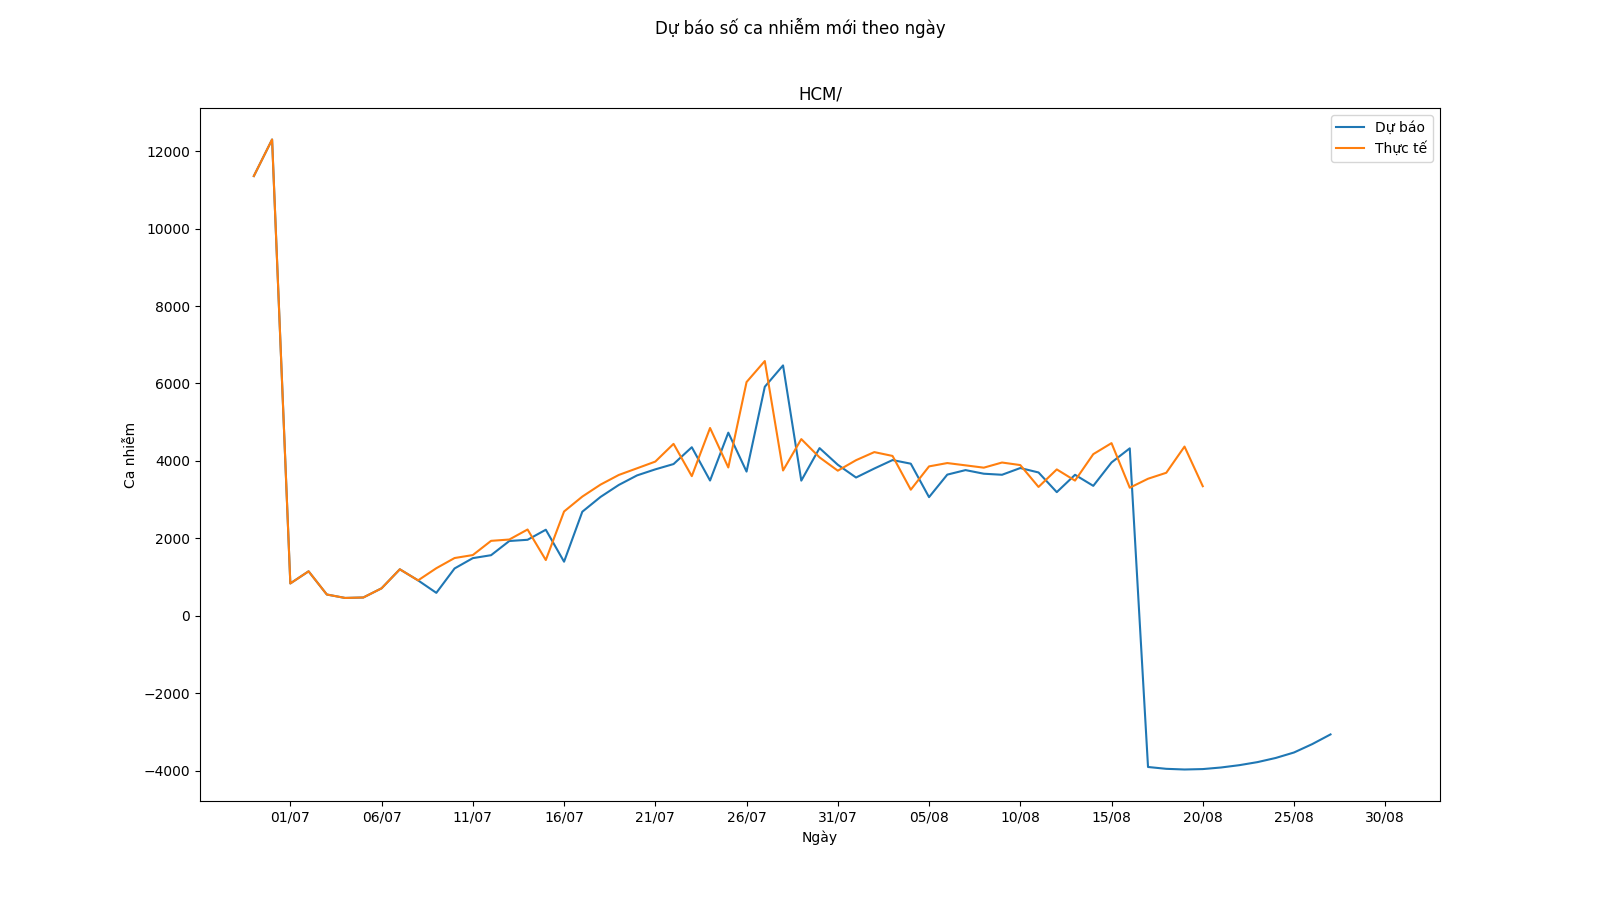 Dự báo số ca nhiễm mới theo ngày
HCM/
Dự báo
Thực tế
12000
10000
8000
6000
4000
2000
0
−2000
−4000
Ca nhiễm
01/07 06/07 11/07 16/07 21/07 26/07 31/07 05/08 10/08 15/08 20/08 25/08 30/08
Ngày